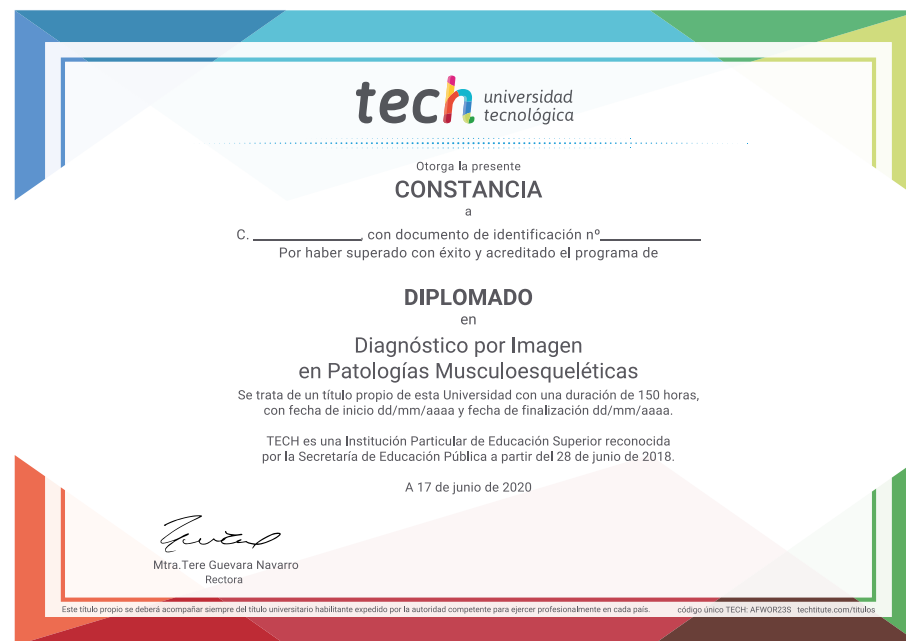 tech universidad
tecnológica
Otorga la presente
CONSTANCIA
a
C. ____________, con documento de identificación nº____________
Por haber superado con éxito y acreditado el programa de
DIPLOMADO
en
Diagnóstico por Imagen
en Patologías Musculoesqueléticas
Se trata de un título propio de esta Universidad con una duración de 150 horas,
con fecha de inicio dd/mm/aaaa y fecha de finalización dd/mm/aaaa.
TECH es una Institución Particular de Educación Superior reconocida
por la Secretaría de Educación Pública a partir del 28 de junio de 2018.
A 17 de junio de 2020
Mtra.Tere Guevara Navarro
Rectora
Este título propio se deberá acompañar siempre del título universitario habilitante expedido por la autoridad competente para ejercer profesionalmente en cada país. código único TECH: AFWOR23S techtitute.com/titulos